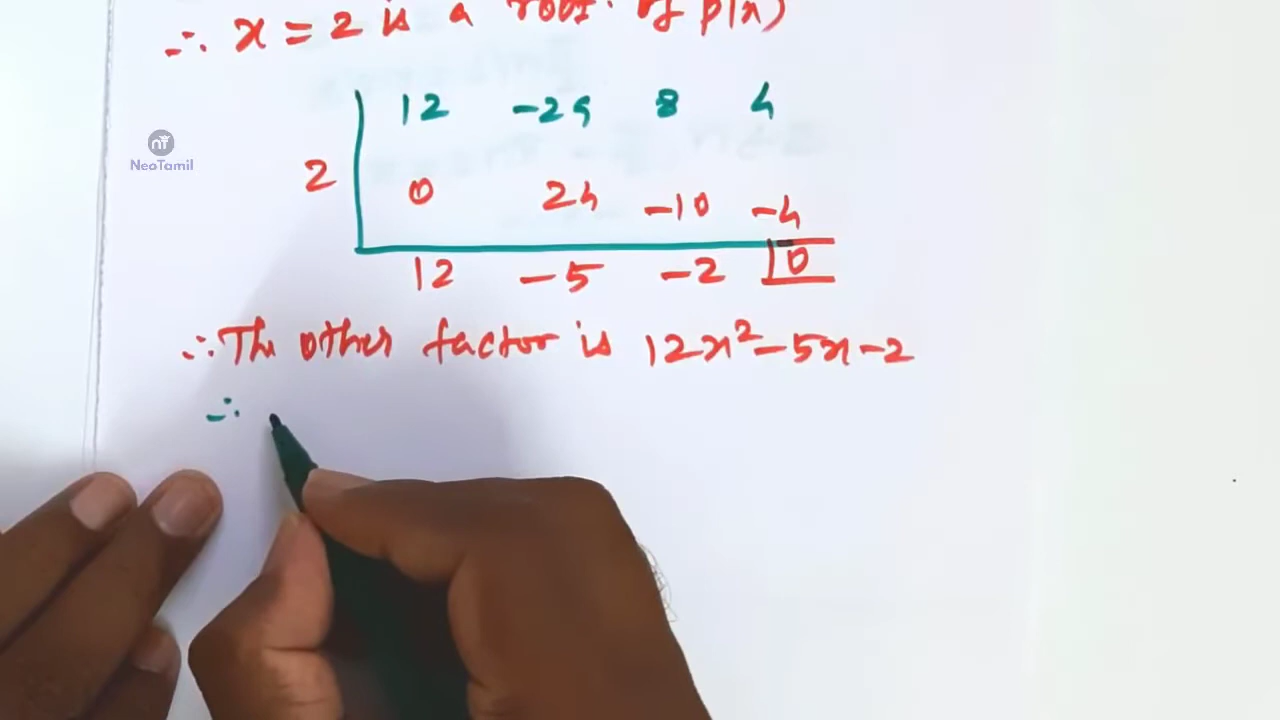 ∴ x = 2 is a root of p(x)
NeoTamil
12 -29 8 4
2
0 24 -10 -4
12 -5 -2 0
∴ Th other factor is 12x² - 5x - 2
∴